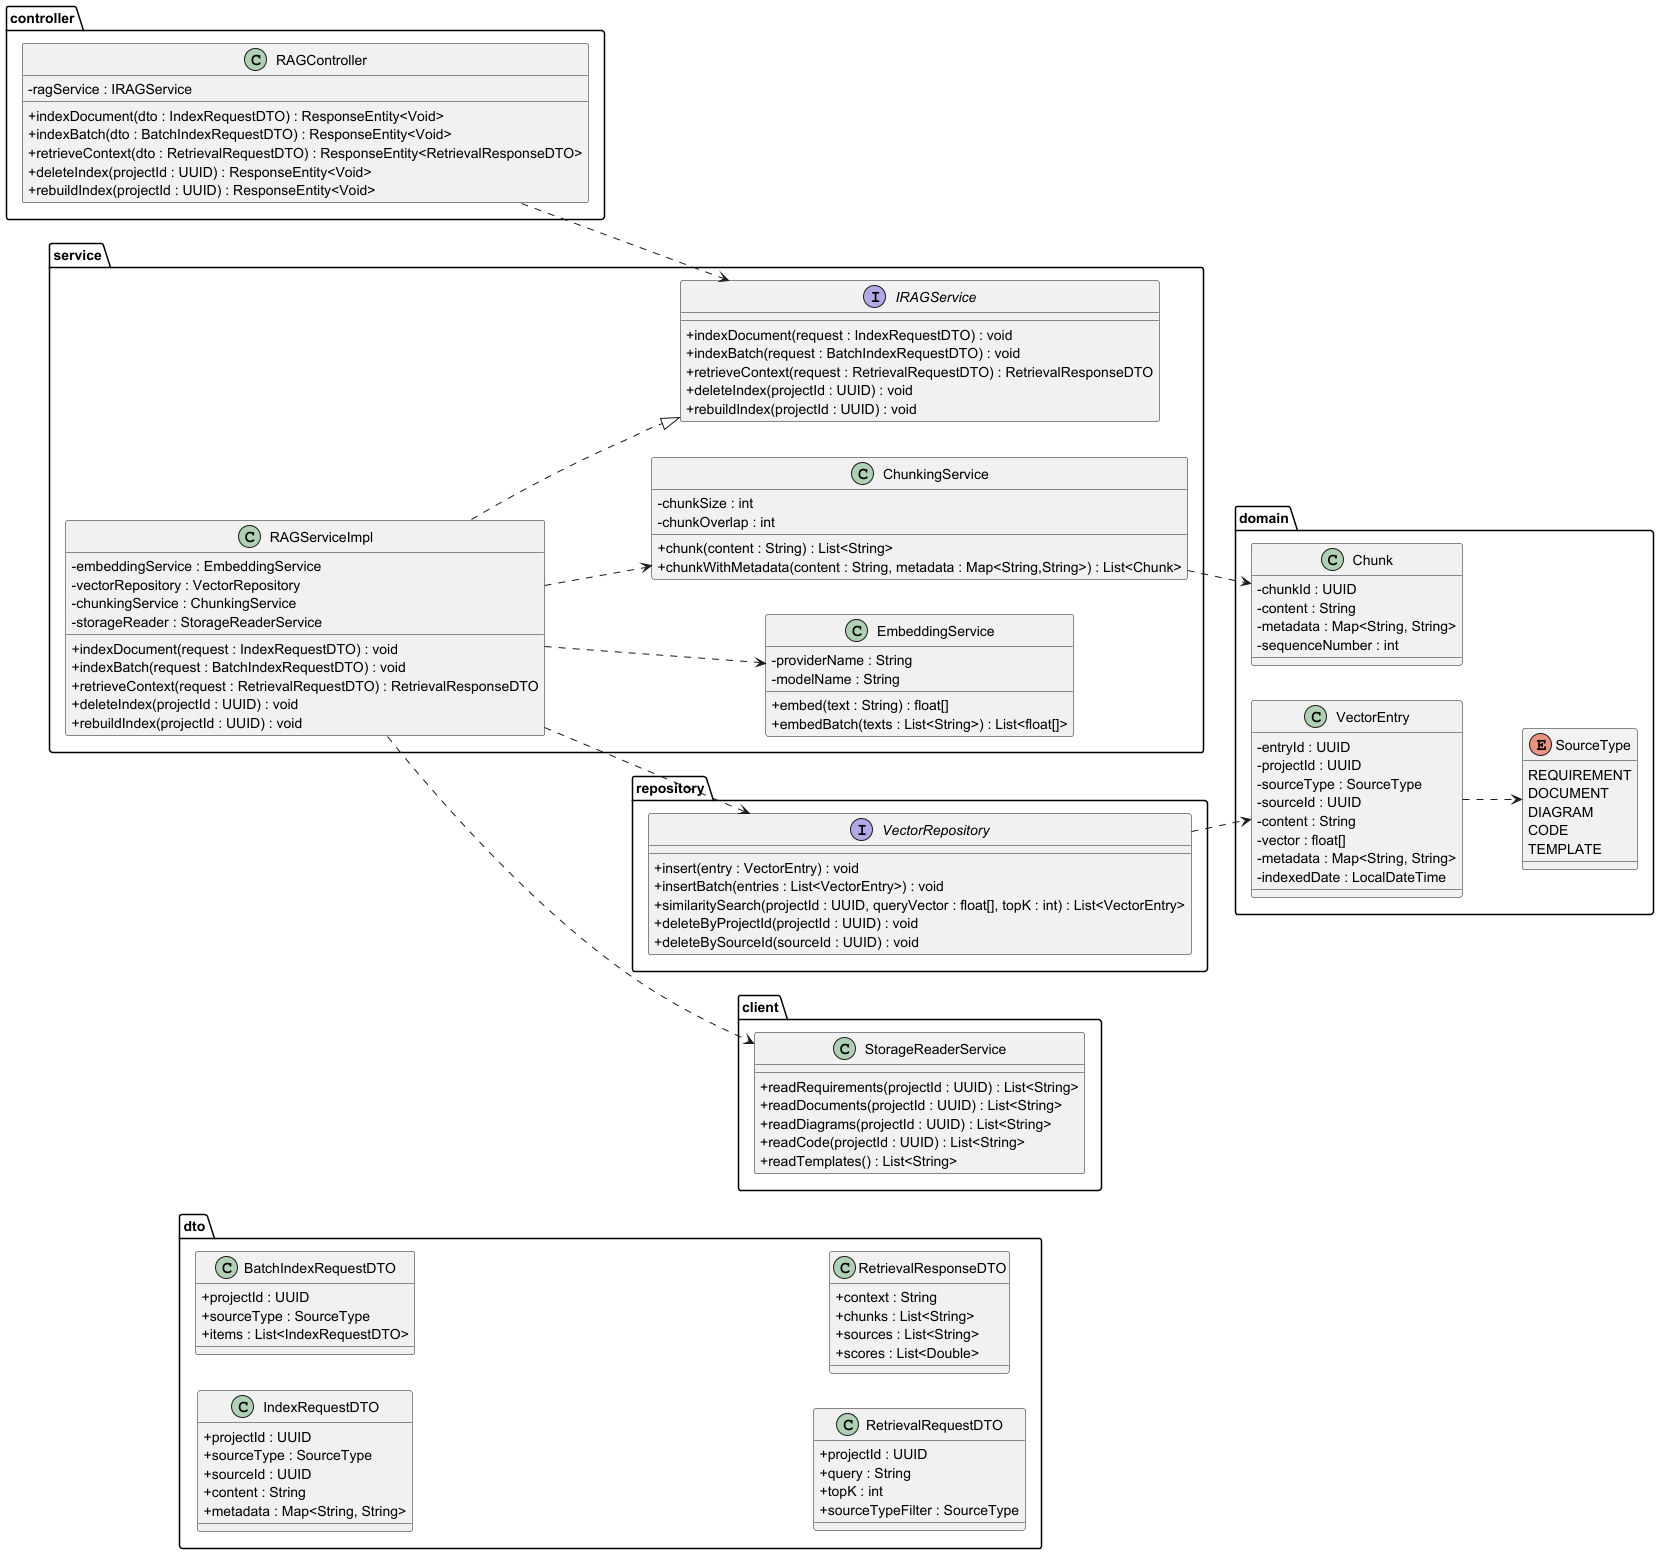 controller
C RAGController
-ragService : IRAGService
+indexDocument(dto : IndexRequestDTO) : ResponseEntity<Void>
+indexBatch(dto : BatchIndexRequestDTO) : ResponseEntity<Void>
+retrieveContext(dto : RetrievalRequestDTO) : ResponseEntity<RetrievalResponseDTO>
+deleteIndex(projectId : UUID) : ResponseEntity<Void>
+rebuildIndex(projectId : UUID) : ResponseEntity<Void>
service
I IRAGService
+indexDocument(request : IndexRequestDTO) : void
+indexBatch(request : BatchIndexRequestDTO) : void
+retrieveContext(request : RetrievalRequestDTO) : RetrievalResponseDTO
+deleteIndex(projectId : UUID) : void
+rebuildIndex(projectId : UUID) : void
C ChunkingService
-chunkSize : int
-chunkOverlap : int
+chunk(content : String) : List<String>
+chunkWithMetadata(content : String, metadata : Map<String,String>) : List<Chunk>
C RAGServiceImpl
-embeddingService : EmbeddingService
-vectorRepository : VectorRepository
-chunkingService : ChunkingService
-storageReader : StorageReaderService
+indexDocument(request : IndexRequestDTO) : void
+indexBatch(request : BatchIndexRequestDTO) : void
+retrieveContext(request : RetrievalRequestDTO) : RetrievalResponseDTO
+deleteIndex(projectId : UUID) : void
+rebuildIndex(projectId : UUID) : void
C EmbeddingService
-providerName : String
-modelName : String
+embed(text : String) : float[]
+embedBatch(texts : List<String>) : List<float[]>
domain
C Chunk
-chunkId : UUID
-content : String
-metadata : Map<String, String>
-sequenceNumber : int
C VectorEntry
-entryId : UUID
-projectId : UUID
-sourceType : SourceType
-sourceId : UUID
-content : String
-vector : float[]
-metadata : Map<String, String>
-indexedDate : LocalDateTime
E SourceType
REQUIREMENT
DOCUMENT
DIAGRAM
CODE
TEMPLATE
repository
I VectorRepository
+insert(entry : VectorEntry) : void
+insertBatch(entries : List<VectorEntry>) : void
+similaritySearch(projectId : UUID, queryVector : float[], topK : int) : List<VectorEntry>
+deleteByProjectId(projectId : UUID) : void
+deleteBySourceId(sourceId : UUID) : void
client
C StorageReaderService
+readRequirements(projectId : UUID) : List<String>
+readDocuments(projectId : UUID) : List<String>
+readDiagrams(projectId : UUID) : List<String>
+readCode(projectId : UUID) : List<String>
+readTemplates() : List<String>
dto
C BatchIndexRequestDTO
+projectId : UUID
+sourceType : SourceType
+items : List<IndexRequestDTO>
C RetrievalResponseDTO
+context : String
+chunks : List<String>
+sources : List<String>
+scores : List<Double>
C IndexRequestDTO
+projectId : UUID
+sourceType : SourceType
+sourceId : UUID
+content : String
+metadata : Map<String, String>
C RetrievalRequestDTO
+projectId : UUID
+query : String
+topK : int
+sourceTypeFilter : SourceType